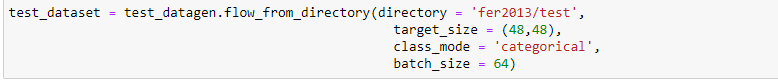 test_dataset = test_datagen.flow_from_directory(directory = 'fer2013/test',
target_size = (48,48),
class_mode = 'categorical',
batch_size = 64)